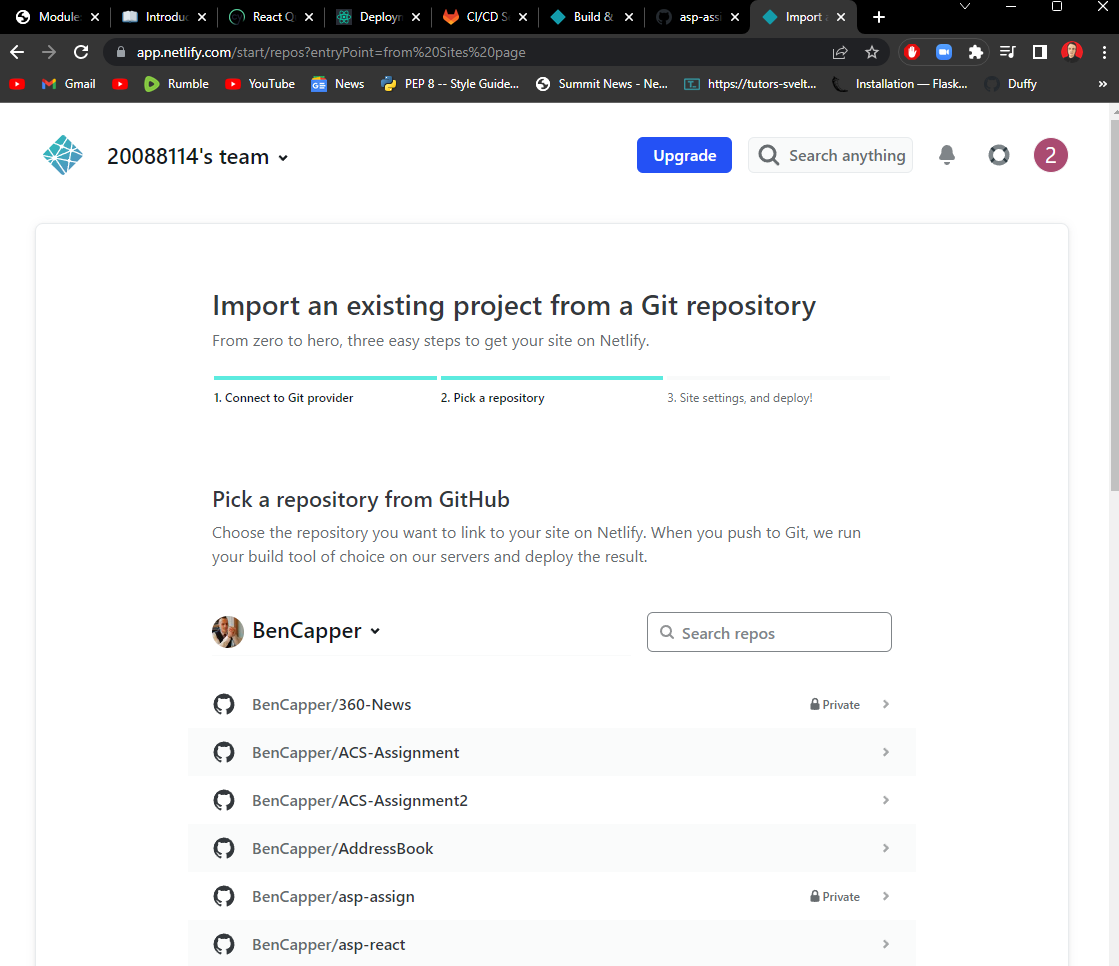 Module Introduc React Q Deploym CI/CD S Build & asp-assi Import
app.netlify.com/start/repos?entryPoint=from%20Sites%20page
Gmail Rumble YouTube News PEP 8 -- Style Guide... Summit News - Ne... https://tutors-svelt... Installation — Flask... Duffy »
20088114's team
Upgrade
Search anything
2
Import an existing project from a Git repository
From zero to hero, three easy steps to get your site on Netlify.
1. Connect to Git provider 2. Pick a repository 3. Site settings, and deploy!
Pick a repository from GitHub
Choose the repository you want to link to your site on Netlify. When you push to Git, we run
your build tool of choice on our servers and deploy the result.
BenCapper
Search repos
BenCapper/360-News Private
BenCapper/ACS-Assignment
BenCapper/ACS-Assignment2
BenCapper/AddressBook
BenCapper/asp-assign Private
BenCapper/asp-react